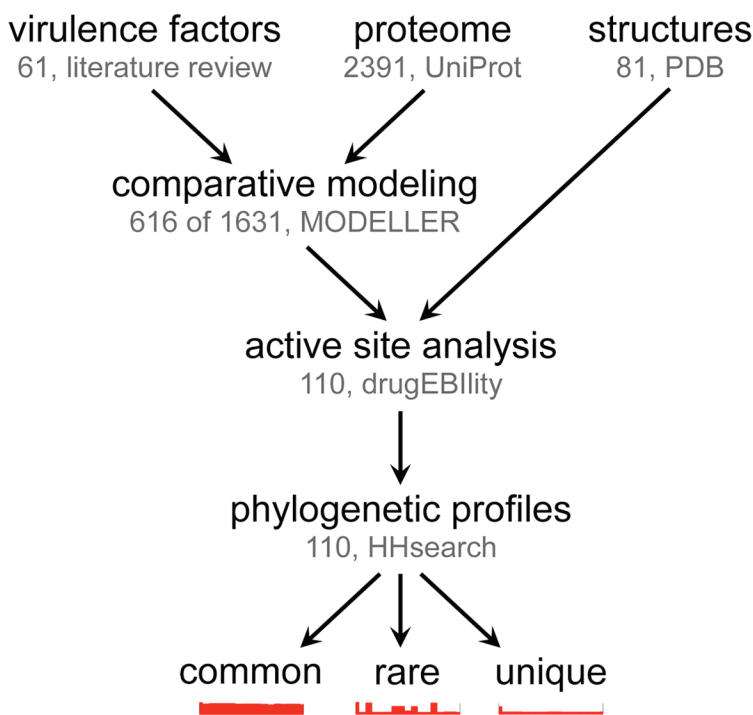 virulence factors
61, literature review
proteome
2391, UniProt
structures
81, PDB
comparative modeling
616 of 1631, MODELLER
active site analysis
110, drugEBIlity
phylogenetic profiles
110, HHsearch
common
rare
unique